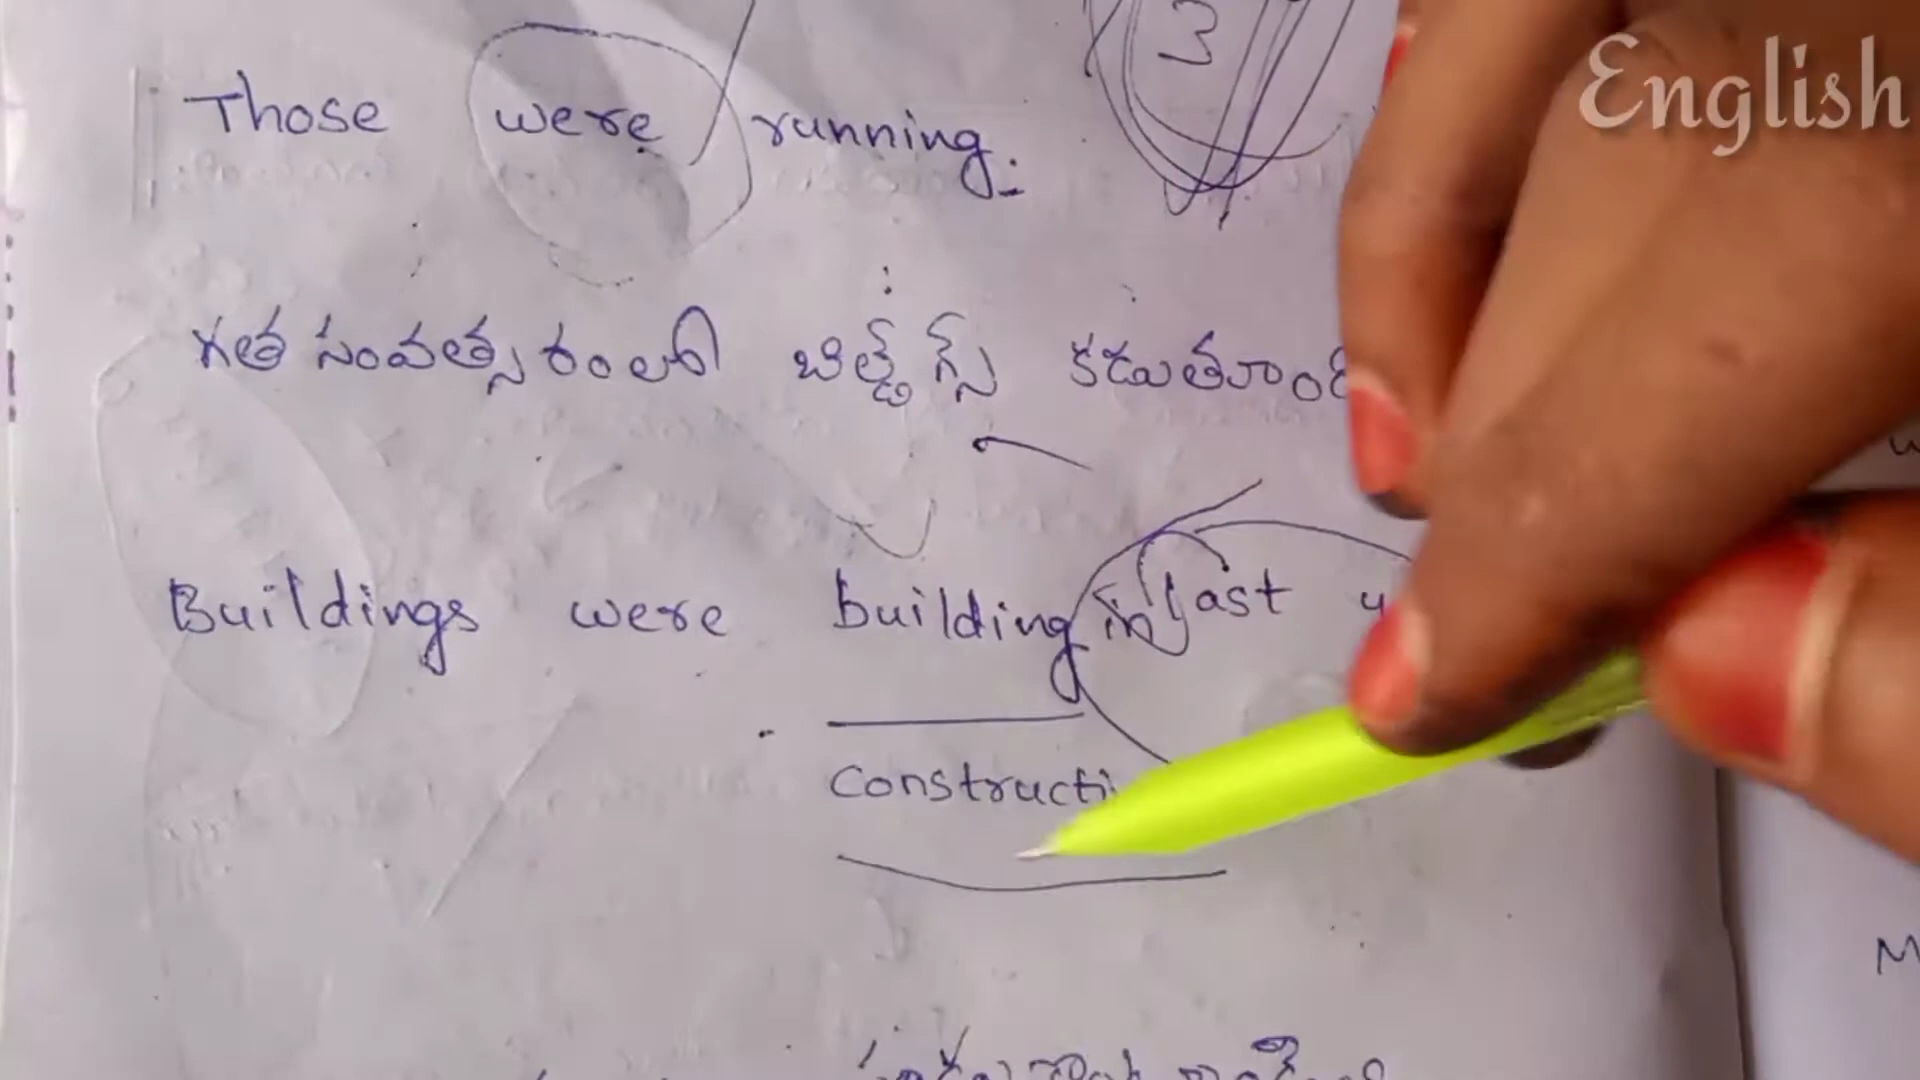 English
Those were running.
గత సంవత్సరంలో బిల్డింగ్స్ కడుతూ
Buildings were building in last
constructi